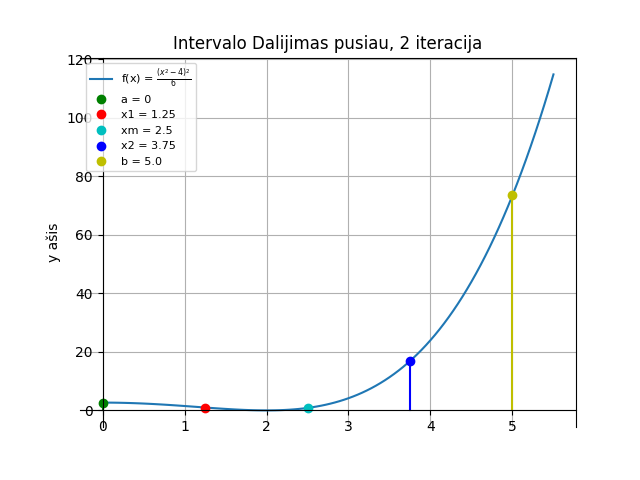 Intervalo Dalijimas pusiau, 2 iteracija
f(x) = (x² − 4)² / 6
a = 0
x1 = 1.25
xm = 2.5
x2 = 3.75
b = 5.0
y ašis
120
100
80
60
40
20
0
0 1 2 3 4 5